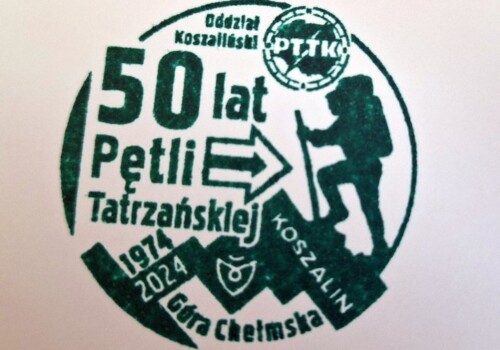 Oddział
Koszaliński
PTTK
50 lat
Pętli
Tatrzańskiej
1974
2024
KOSZALIN
Góra Chełmska